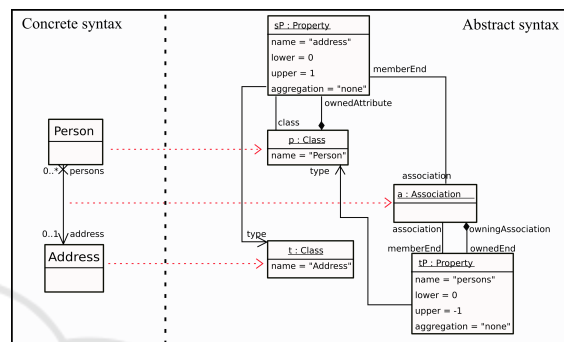 Concrete syntax
Abstract syntax
sP : Property
name = "address"
lower = 0
upper = 1
aggregation = "none"
memberEnd
ownedAttribute
class
Person
p : Class
name = "Person"
0..* persons
type
association
a : Association
0..1 address
association
owningAssociation
type
Address
t : Class
name = "Address"
memberEnd
ownedEnd
tP : Property
name = "persons"
lower = 0
upper = -1
aggregation = "none"